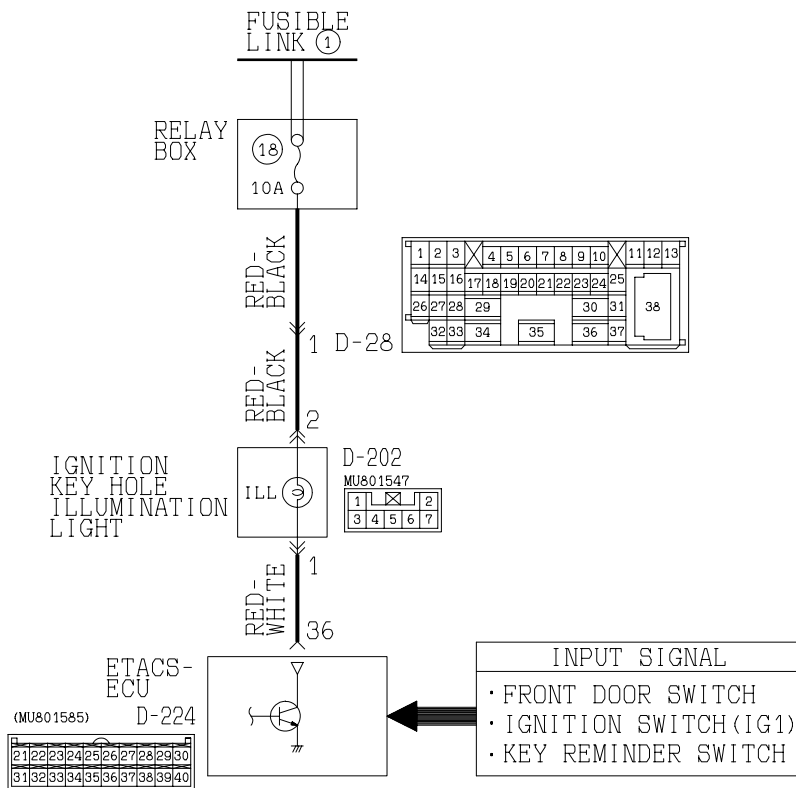 FUSIBLE
LINK ①
RELAY
BOX
18
10A
RED-
BLACK
1 2 3 4 5 6 7 8 9 10 11 12 13
14 15 16 17 18 19 20 21 22 23 24 25
26 27 28 29 30 31 38
32 33 34 35 36 37
1 D-28
RED-
BLACK
2
IGNITION
KEY HOLE
ILLUMINATION
LIGHT
ILL
D-202
MU801547
1 2
3 4 5 6 7
1
RED-
WHITE
36
ETACS-
ECU
(MU801585) D-224
21 22 23 24 25 26 27 28 29 30
31 32 33 34 35 36 37 38 39 40
INPUT SIGNAL
· FRONT DOOR SWITCH
· IGNITION SWITCH(IG1)
· KEY REMINDER SWITCH